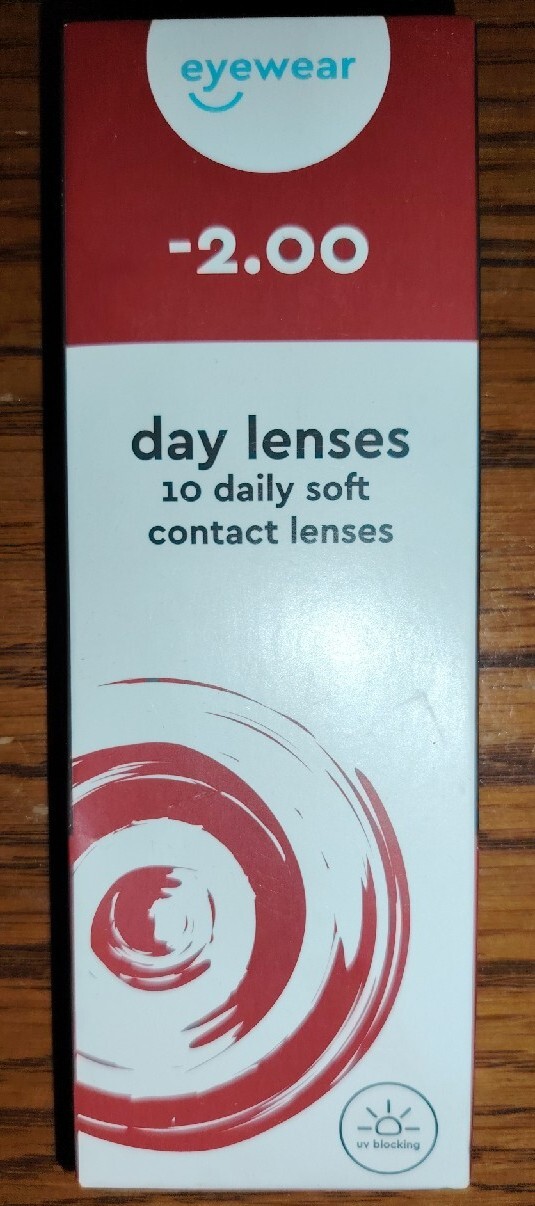 eyewear
-2.00
day lenses
10 daily soft
contact lenses
uv blocking